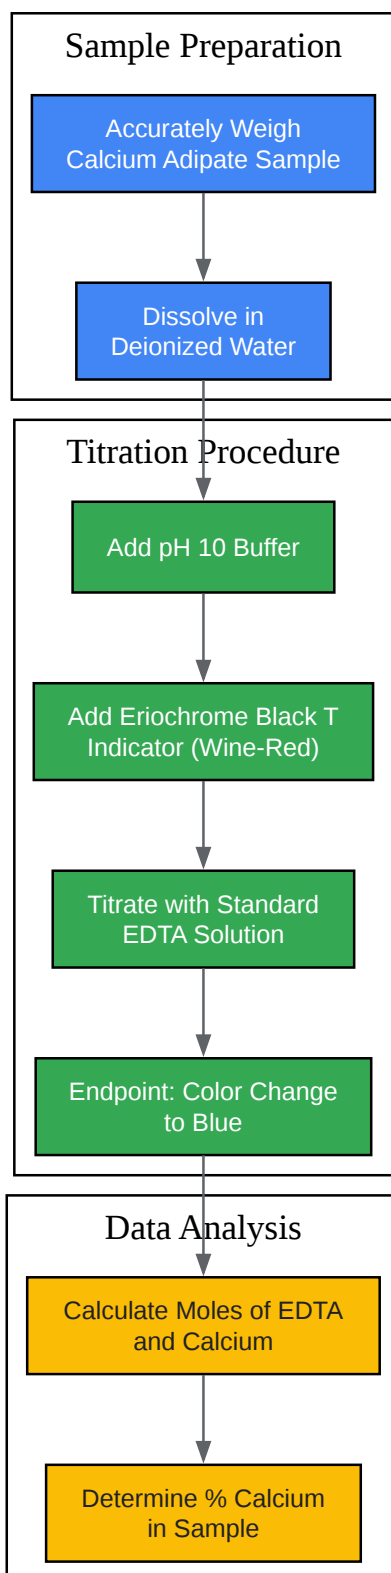 Sample Preparation
Accurately Weigh
Calcium Adipate Sample
Dissolve in
Deionized Water
Titration Procedure
Add pH 10 Buffer
Add Eriochrome Black T
Indicator (Wine-Red)
Titrate with Standard
EDTA Solution
Endpoint: Color Change
to Blue
Data Analysis
Calculate Moles of EDTA
and Calcium
Determine % Calcium
in Sample